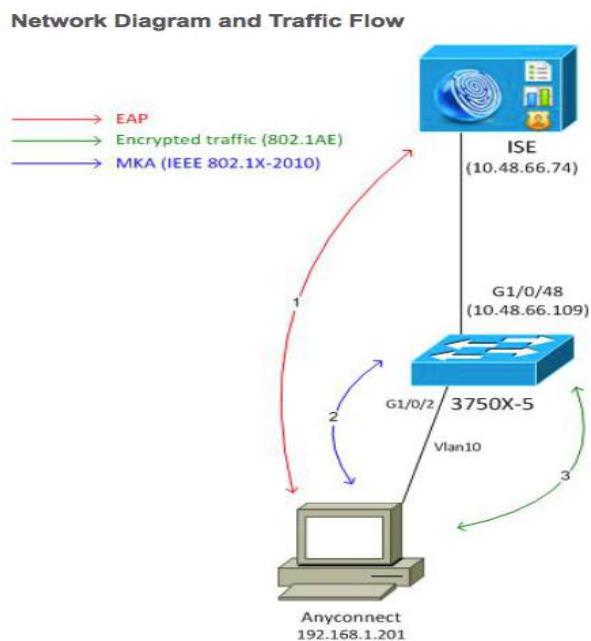 Network Diagram and Traffic Flow
EAP
Encrypted traffic (802.1AE)
MKA (IEEE 802.1X-2010)
ISE
(10.48.66.74)
1
G1/0/48
(10.48.66.109)
2
G1/0/2
3750X-5
Vlan10
3
Anyconnect
192.168.1.201